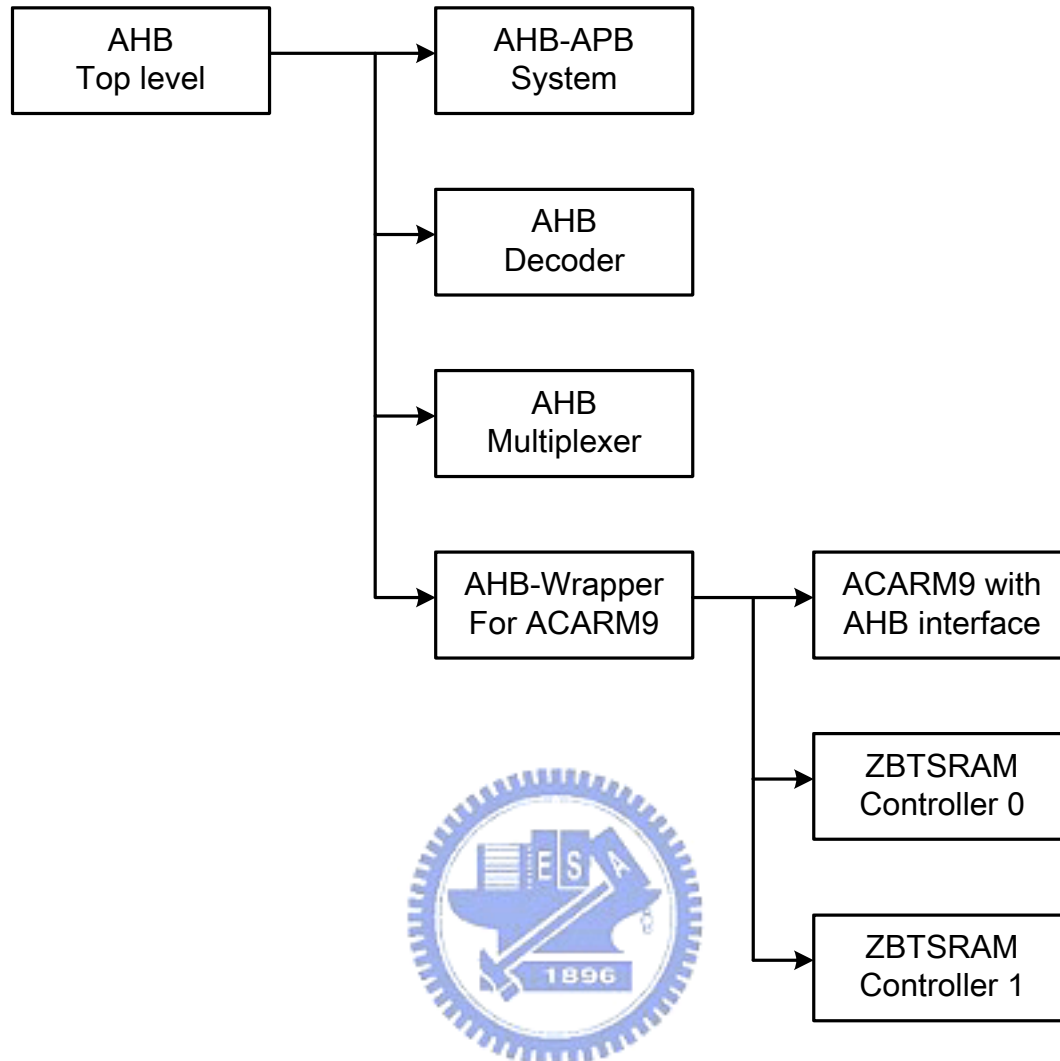 AHB
Top level
AHB-APB
System
AHB
Decoder
AHB
Multiplexer
AHB-Wrapper
For ACARM9
ACARM9 with
AHB interface
ZBTSRAM
Controller 0
ZBTSRAM
Controller 1
E S A
1896